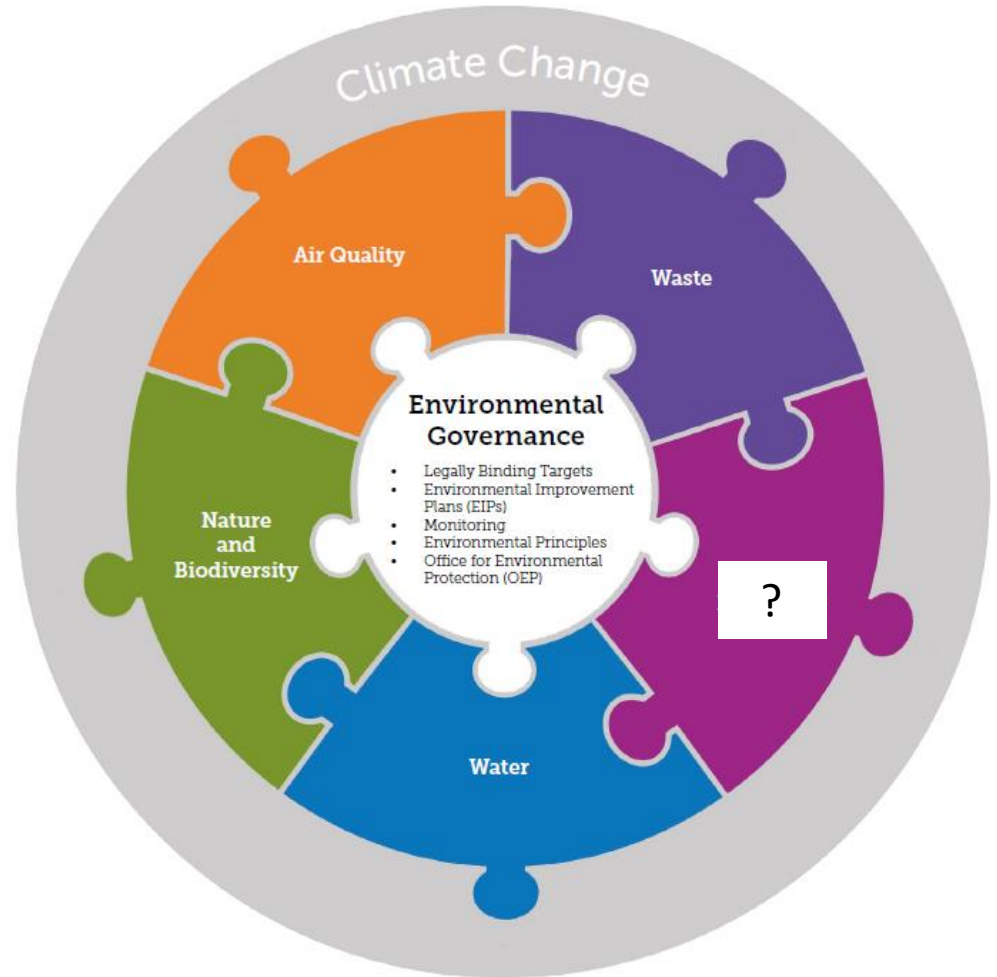 Climate Change
Air Quality
Waste
Environmental
Governance
• Legally Binding Targets
• Environmental Improvement
Plans (EIPs)
• Monitoring
• Environmental Principles
• Office for Environmental
Protection (OEP)
Nature
and
Biodiversity
?
Water